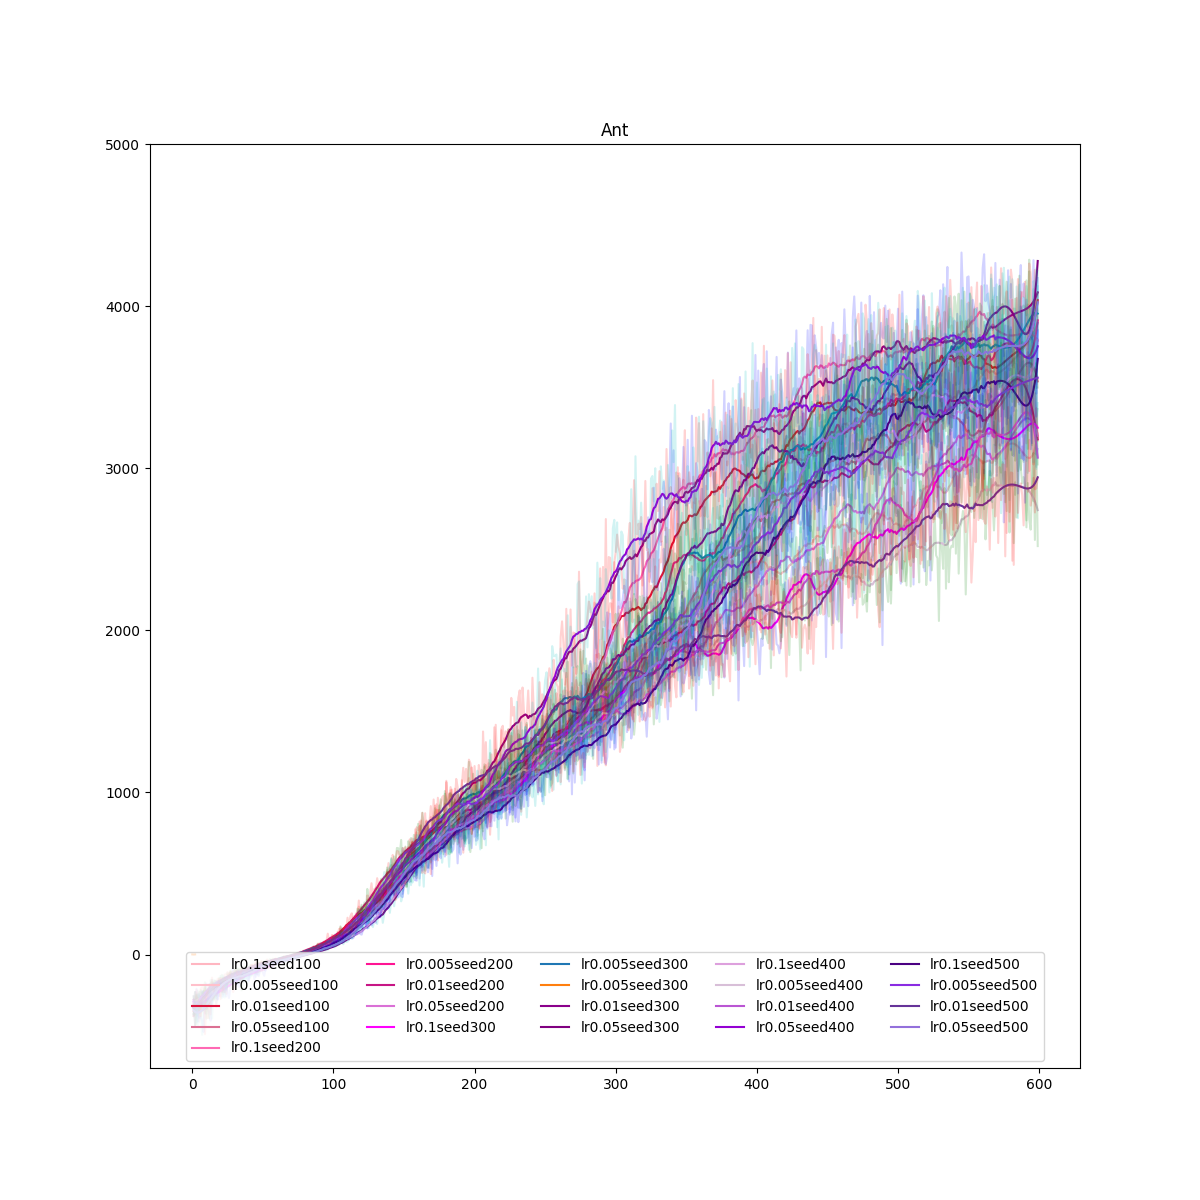 Ant
5000
4000
3000
2000
1000
0
lr0.1seed100 lr0.005seed200 lr0.005seed300 lr0.1seed400 lr0.1seed500
lr0.005seed100 lr0.01seed200 lr0.005seed300 lr0.005seed400 lr0.005seed500
lr0.01seed100 lr0.05seed200 lr0.01seed300 lr0.01seed400 lr0.01seed500
lr0.05seed100 lr0.1seed300 lr0.05seed300 lr0.05seed400 lr0.05seed500
lr0.1seed200
0 100 200 300 400 500 600